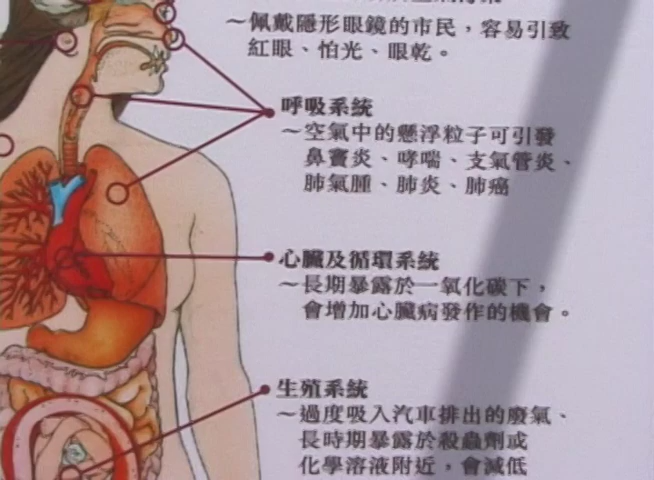 ～佩戴隱形眼鏡的市民，容易引致
紅眼、怕光、眼乾。
呼吸系統
～空氣中的懸浮粒子可引發
鼻竇炎、哮喘、支氣管炎、
肺氣腫、肺炎、肺癌
心臟及循環系統
～長期暴露於一氧化碳下，
會增加心臟病發作的機會。
生殖系統
～過度吸入汽車排出的廢氣、
長時期暴露於殺蟲劑或
化學溶液附近，會減低